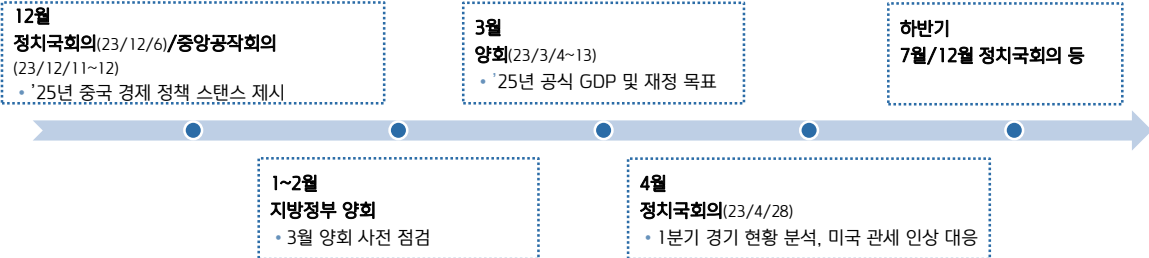 12월
정치국회의(23/12/6)/중앙공작회의
(23/12/11~12)
• '25년 중국 경제 정책 스탠스 제시
3월
양회(23/3/4~13)
• '25년 공식 GDP 및 재정 목표
하반기
7월/12월 정치국회의 등
1~2월
지방정부 양회
• 3월 양회 사전 점검
4월
정치국회의(23/4/28)
• 1분기 경기 현황 분석, 미국 관세 인상 대응